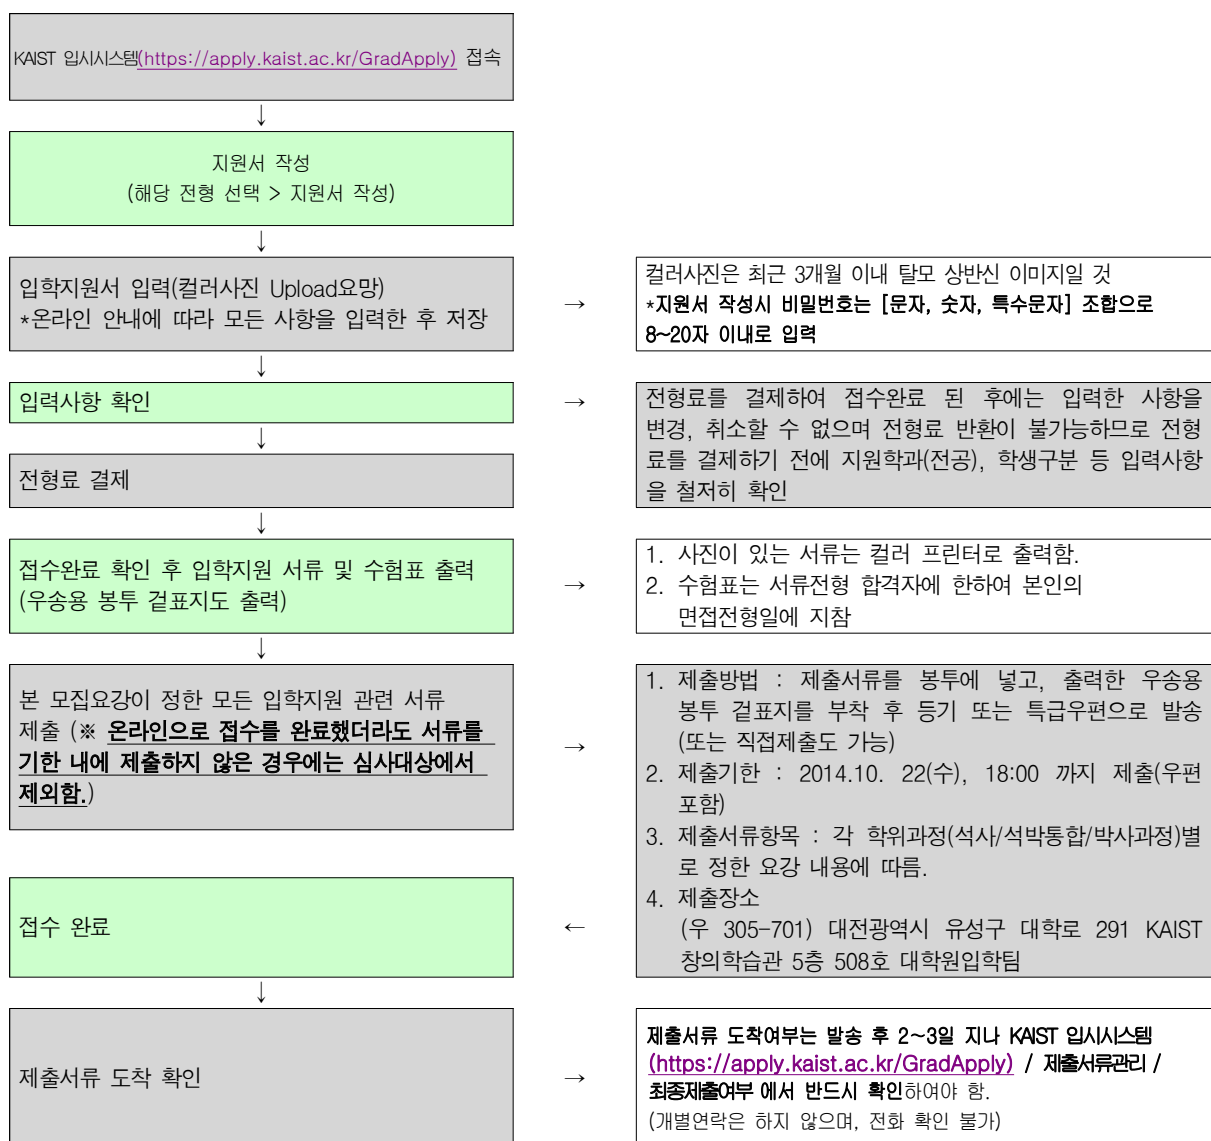 KAIST 입시시스템(https://apply.kaist.ac.kr/GradApply) 접속
↓
지원서 작성
(해당 전형 선택 > 지원서 작성)
↓
입학지원서 입력(컬러사진 Upload요망)
*온라인 안내에 따라 모든 사항을 입력한 후 저장
→
컬러사진은 최근 3개월 이내 탈모 상반신 이미지일 것
*지원서 작성시 비밀번호는 [문자, 숫자, 특수문자] 조합으로
8~20자 이내로 입력
↓
입력사항 확인
→
전형료를 결제하여 접수완료 된 후에는 입력한 사항을
변경, 취소할 수 없으며 전형료 반환이 불가능하므로 전형
료를 결제하기 전에 지원학과(전공), 학생구분 등 입력사항
을 철저히 확인
↓
전형료 결제
↓
접수완료 확인 후 입학지원 서류 및 수험표 출력
(우송용 봉투 겉표지도 출력)
→
1. 사진이 있는 서류는 컬러 프린터로 출력함.
2. 수험표는 서류전형 합격자에 한하여 본인의
면접전형일에 지참
↓
본 모집요강이 정한 모든 입학지원 관련 서류
제출 (※ 온라인으로 접수를 완료했더라도 서류를
기한 내에 제출하지 않은 경우에는 심사대상에서
제외함.)
→
1. 제출방법 : 제출서류를 봉투에 넣고, 출력한 우송용
봉투 겉표지를 부착 후 등기 또는 특급우편으로 발송
(또는 직접제출도 가능)
2. 제출기한 : 2014.10. 22(수), 18:00 까지 제출(우편
포함)
3. 제출서류항목 : 각 학위과정(석사/석박통합/박사과정)별
로 정한 요강 내용에 따름.
4. 제출장소
(우 305-701) 대전광역시 유성구 대학로 291 KAIST
창의학습관 5층 508호 대학원입학팀
접수 완료
←
↓
제출서류 도착 확인
→
제출서류 도착여부는 발송 후 2~3일 지나 KAIST 입시시스템
(https://apply.kaist.ac.kr/GradApply) / 제출서류관리 /
최종제출여부 에서 반드시 확인하여야 함.
(개별연락은 하지 않으며, 전화 확인 불가)